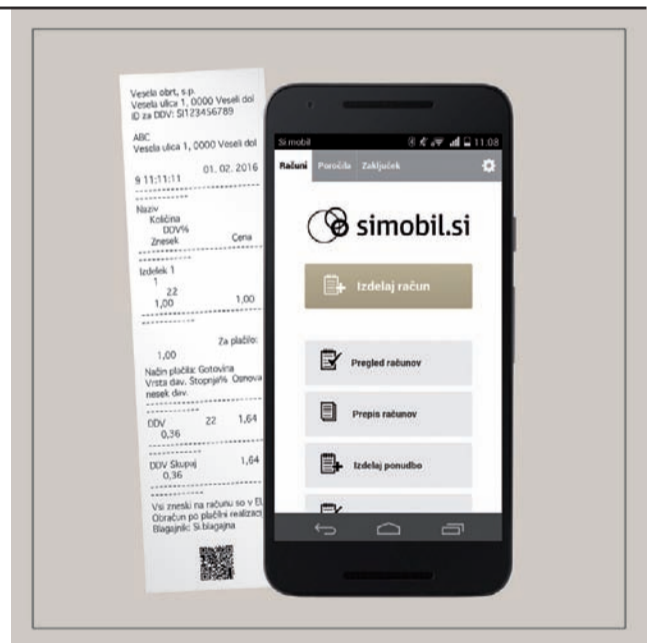 Vesela obrt, s.p.
Vesela ulica 1, 0000 Veseli dol
ID za DDV: SI123456789
ABC
Vesela ulica 1, 0000 Veseli dol
01. 02. 2016
9 11:11:11
------------
Naziv
Količina
DDV%
Znesek Cena
------------
Izdelek 1
1
22
1,00 1,00
------------
Za plačilo:
1,00
Način plačila: Gotovina
Vrsta dav. Stopnja% Osnova
nesek dav.
------------
DDV 22 1,64
0,36
------------
DDV Skupaj 1,64
0,36
------------
Vsi zneski na računu so v EU
Obračun po plačilni realizaci
Blagajnik: Si.blagajna
Si mobil 11:08
Računi Poročila Zaključek
simobil.si
Izdelaj račun
Pregled računov
Prepis računov
Izdelaj ponudbo